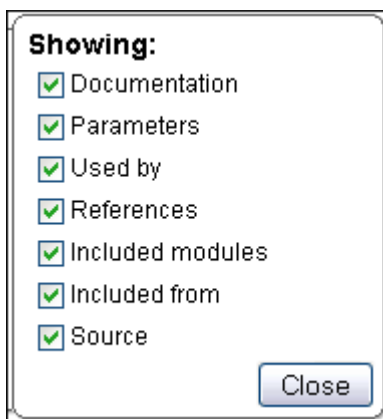 Showing:
Documentation
Parameters
Used by
References
Included modules
Included from
Source
Close